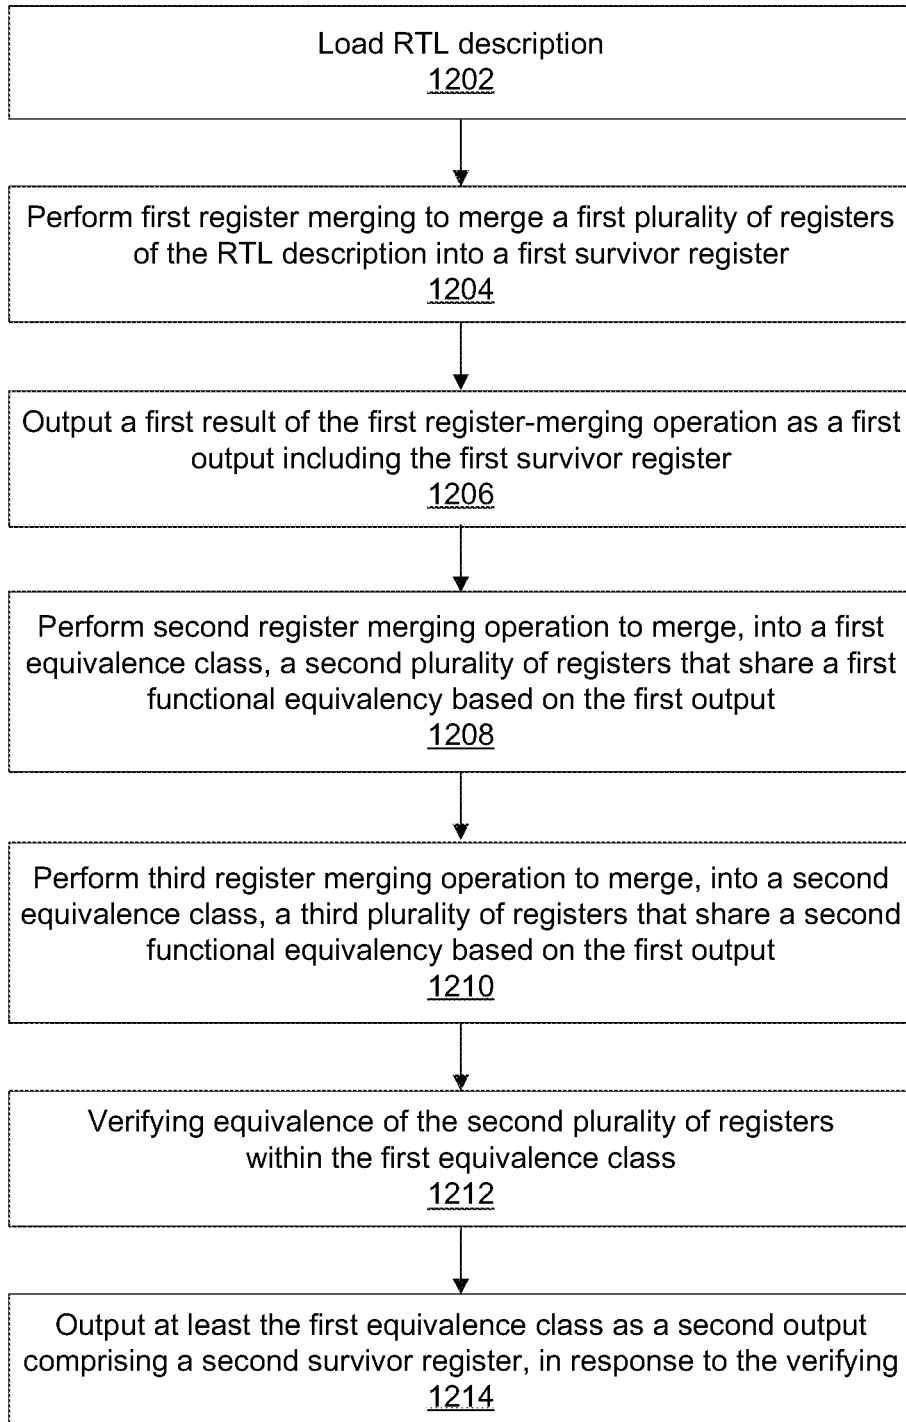 Load RTL description
1202
Perform first register merging to merge a first plurality of registers
of the RTL description into a first survivor register
1204
Output a first result of the first register-merging operation as a first
output including the first survivor register
1206
Perform second register merging operation to merge, into a first
equivalence class, a second plurality of registers that share a first
functional equivalency based on the first output
1208
Perform third register merging operation to merge, into a second
equivalence class, a third plurality of registers that share a second
functional equivalency based on the first output
1210
Verifying equivalence of the second plurality of registers
within the first equivalence class
1212
Output at least the first equivalence class as a second output
comprising a second survivor register, in response to the verifying
1214